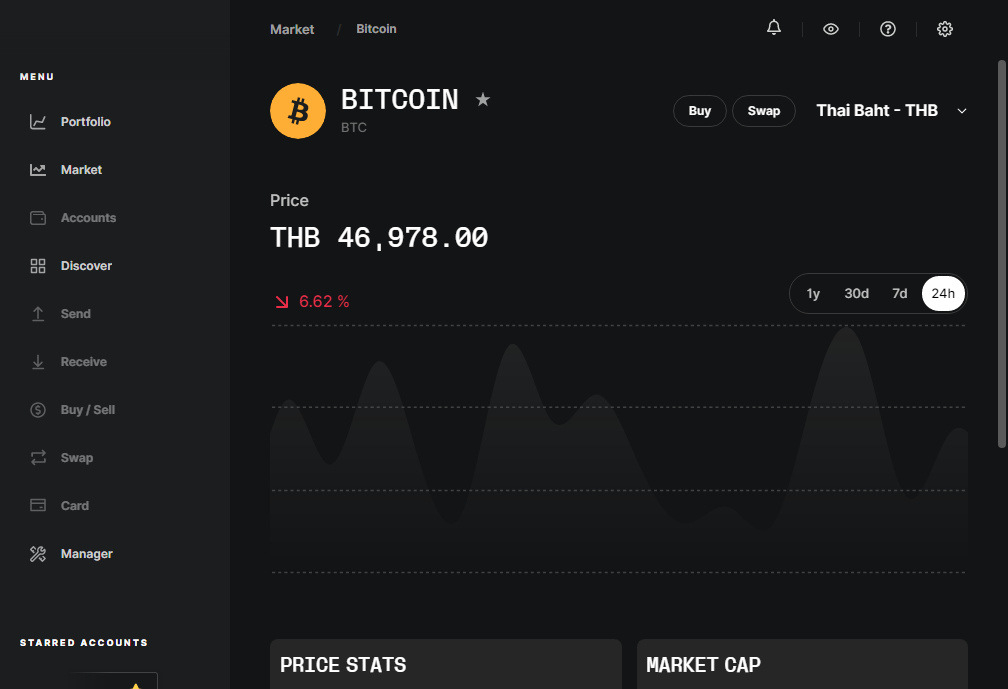 Market / Bitcoin
MENU
Portfolio
Market
Accounts
Discover
Send
Receive
Buy / Sell
Swap
Card
Manager
STARRED ACCOUNTS
BITCOIN
BTC
Buy
Swap
Thai Baht - THB
Price
THB 46,978.00
6.62 %
1y 30d 7d 24h
PRICE STATS
MARKET CAP